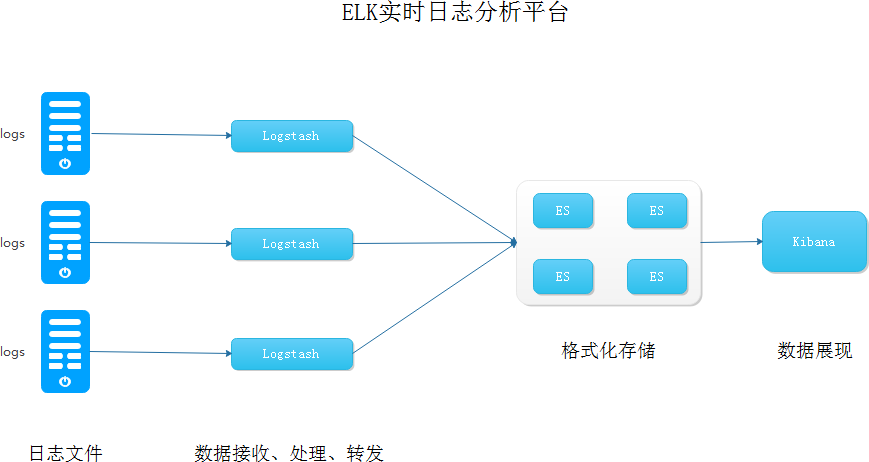 ELK实时日志分析平台
logs
Logstash
ES
ES
logs
Logstash
Kibana
ES
ES
logs
Logstash
格式化存储
数据展现
日志文件
数据接收、处理、转发